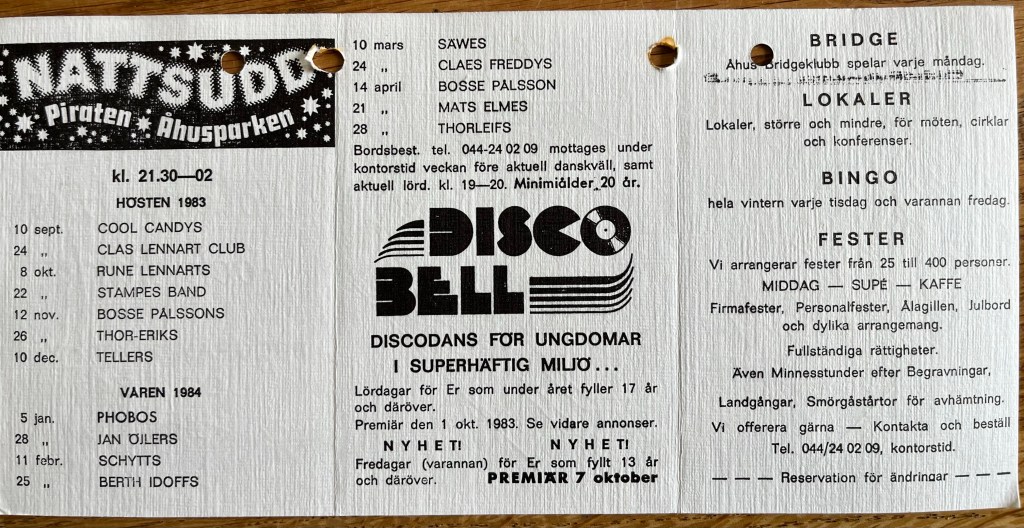 NATTSUDD
Piraten ★ Åhusparken
kl. 21.30—02
HÖSTEN 1983
10 sept. COOL CANDYS
24 „ CLAS LENNART CLUB
8 okt. RUNE LENNARTS
22 „ STAMPES BAND
12 nov. BOSSE PÅLSSONS
26 „ THOR-ERIKS
10 dec. TELLERS
VÅREN 1984
5 jan. PHOBOS
28 „ JAN ÖJLERS
11 febr. SCHYTTS
25 „ BERTH IDOFFS
10 mars SÄWES
24 „ CLAES FREDDYS
14 april BOSSE PÅLSSON
21 „ MATS ELMES
28 „ THORLEIFS
Bordsbest. tel. 044-24 02 09 mottages under
kontorstid veckan före aktuell danskväll, samt
aktuell lörd. kl. 19—20. Minimiålder 20 år.
DISCO
BELL
DISCODANS FÖR UNGDOMAR
I SUPERHÄFTIG MILJÖ...
Lördagar för Er som under året fyller 17 år
och däröver.
Premiär den 1 okt. 1983. Se vidare annonser.
NYHET! NYHET!
Fredagar (varannan) för Er som fyllt 13 år
och däröver. PREMIÄR 7 oktober
BRIDGE
Åhus Bridgeklubb spelar varje måndag.
LOKALER
Lokaler, större och mindre, för möten, cirklar
och konferenser.
BINGO
hela vintern varje tisdag och varannan fredag.
FESTER
Vi arrangerar fester från 25 till 400 personer.
MIDDAG — SUPÉ — KAFFE
Firmafester, Personalfester, Ålagillen, Julbord
och dylika arrangemang.
Fullständiga rättigheter.
Även Minnesstunder efter Begravningar,
Landgångar, Smörgåstårtor för avhämtning.
Vi offerera gärna — Kontakta och beställ
Tel. 044/24 02 09, kontorstid.
— — — Reservation för ändringar — — —